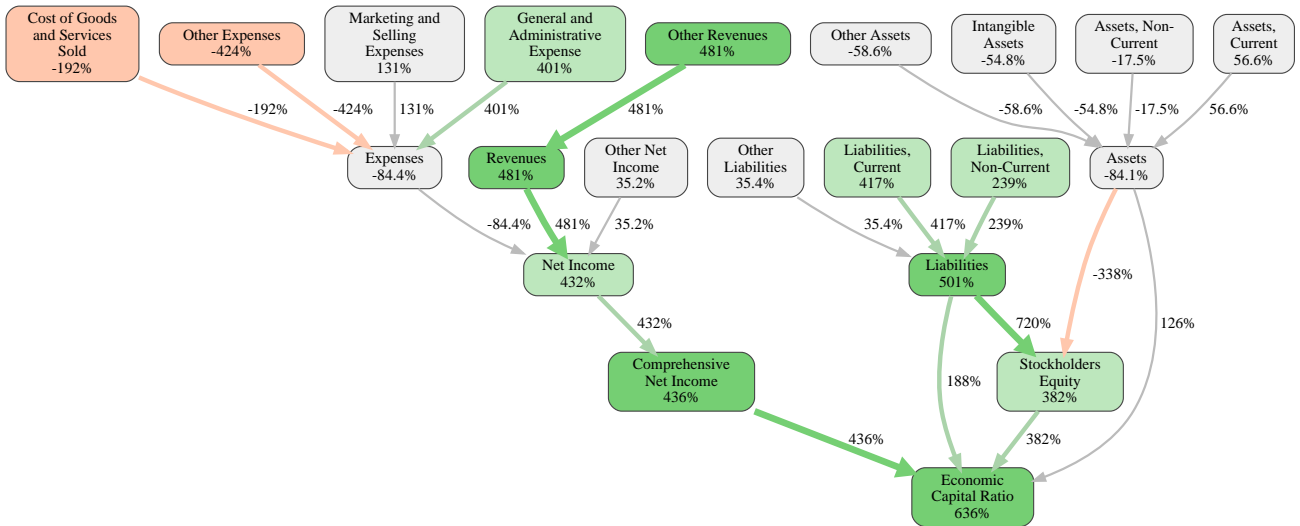 Cost of Goods
and Services
Sold
-192%
Other Expenses
-424%
Marketing and
Selling
Expenses
131%
General and
Administrative
Expense
401%
Other Revenues
481%
Other Assets
-58.6%
Intangible
Assets
-54.8%
Assets, Non-
Current
-17.5%
Assets,
Current
56.6%
-192%
-424%
131%
401%
481%
-58.6%
-54.8%
-17.5%
56.6%
Expenses
-84.4%
Revenues
481%
Other Net
Income
35.2%
Other
Liabilities
35.4%
Liabilities,
Current
417%
Liabilities,
Non-Current
239%
Assets
-84.1%
-84.4%
481%
35.2%
35.4%
417%
239%
Net Income
432%
Liabilities
501%
-338%
432%
720%
126%
Comprehensive
Net Income
436%
188%
Stockholders
Equity
382%
436%
382%
Economic
Capital Ratio
636%